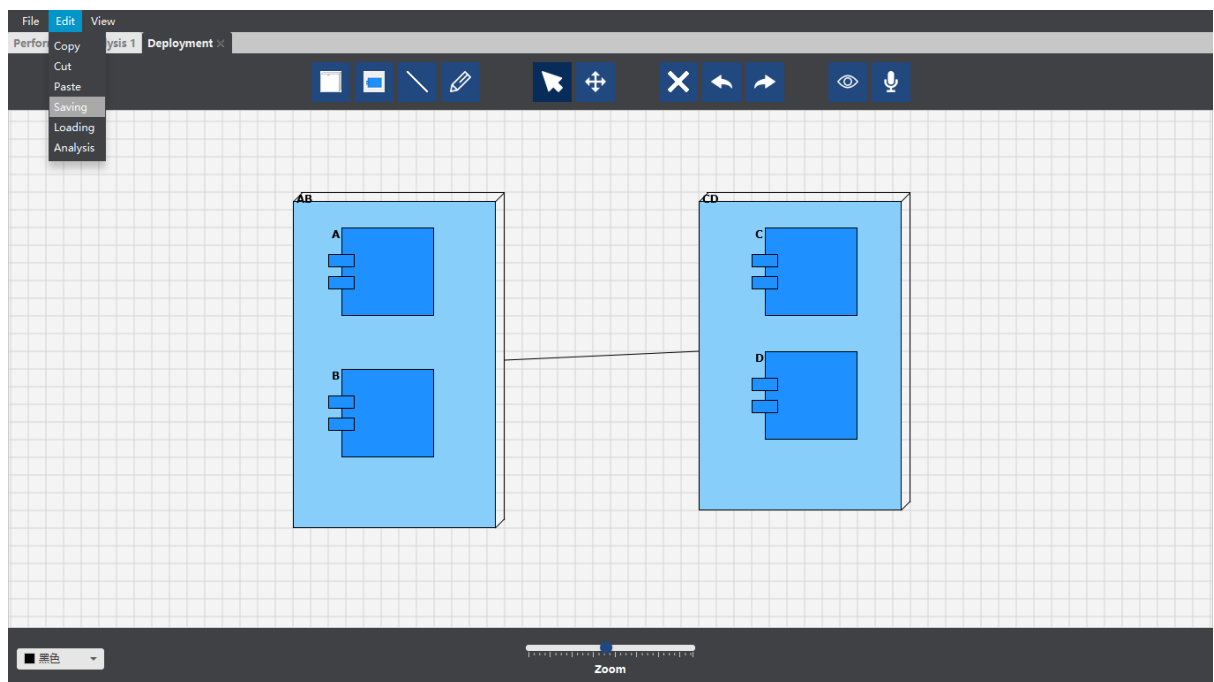 File Edit View
Perfor ysis 1 Deployment
Copy
Cut
Paste
Saving
Loading
Analysis
AB CD
A C
B D
黑色
Zoom